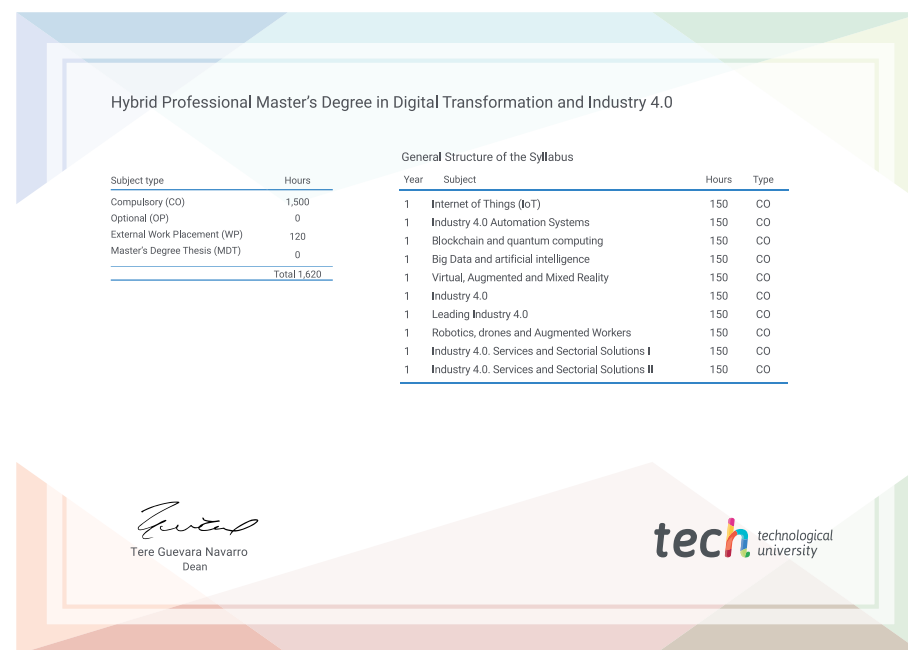 Hybrid Professional Master's Degree in Digital Transformation and Industry 4.0
Subject type Hours
Compulsory (CO) 1,500
Optional (OP) 0
External Work Placement (WP) 120
Master's Degree Thesis (MDT) 0
Total 1,620
General Structure of the Syllabus
Year Subject Hours Type
1 Internet of Things (IoT) 150 CO
1 Industry 4.0 Automation Systems 150 CO
1 Blockchain and quantum computing 150 CO
1 Big Data and artificial intelligence 150 CO
1 Virtual, Augmented and Mixed Reality 150 CO
1 Industry 4.0 150 CO
1 Leading Industry 4.0 150 CO
1 Robotics, drones and Augmented Workers 150 CO
1 Industry 4.0. Services and Sectorial Solutions I 150 CO
1 Industry 4.0. Services and Sectorial Solutions II 150 CO
Tere Guevara Navarro
Dean
tech technological
university